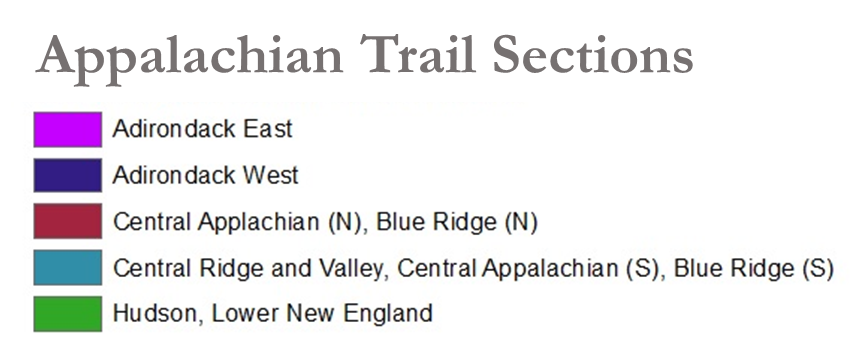 Appalachian Trail Sections
Adirondack East
Adirondack West
Central Applachian (N), Blue Ridge (N)
Central Ridge and Valley, Central Appalachian (S), Blue Ridge (S)
Hudson, Lower New England